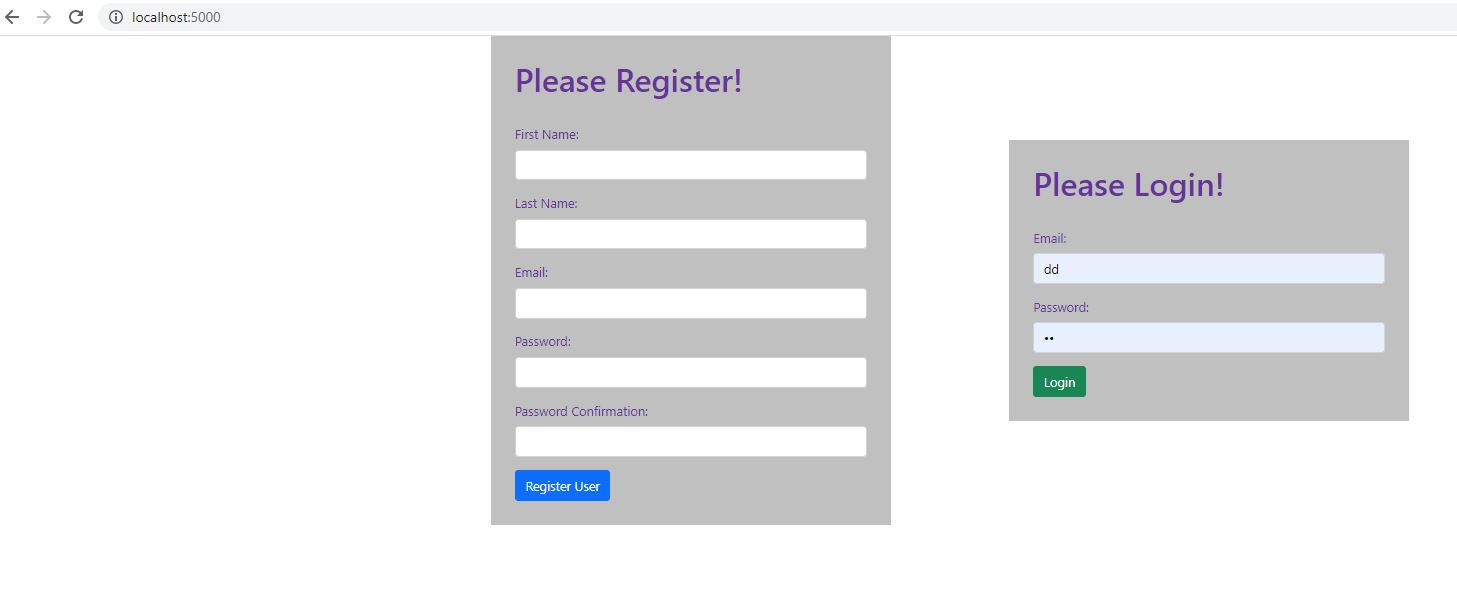 localhost:5000
Please Register!
First Name:
Last Name:
Email:
Password:
Password Confirmation:
Register User
Please Login!
Email:
dd
Password:
••
Login